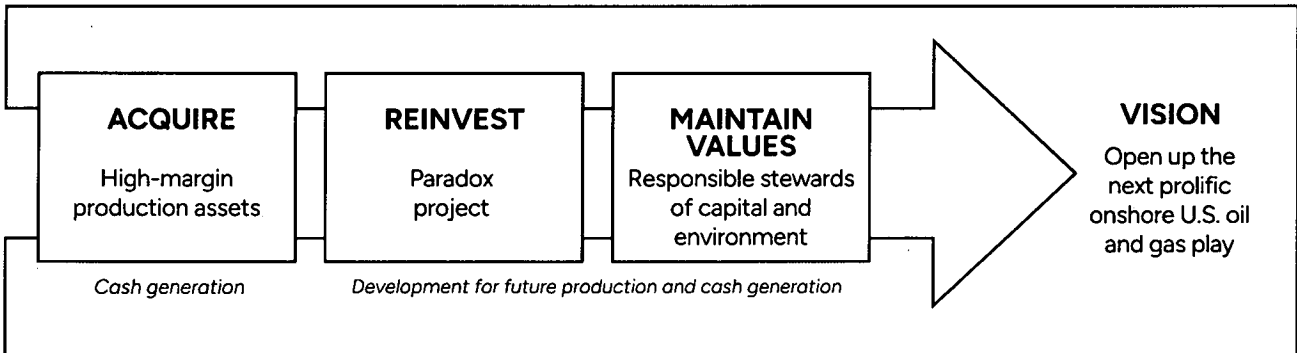 ACQUIRE
High-margin
production assets
Cash generation
REINVEST
Paradox
project
MAINTAIN
VALUES
Responsible stewards
of capital and
environment
Development for future production and cash generation
VISION
Open up the
next prolific
onshore U.S. oil
and gas play